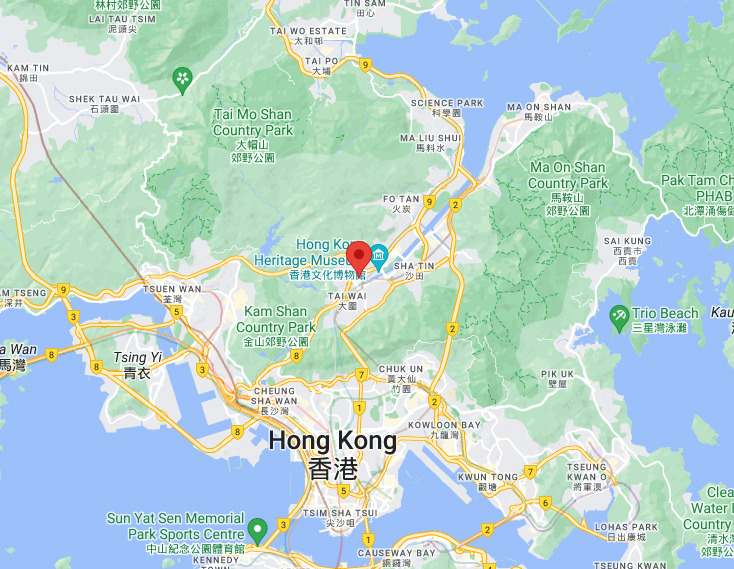 林村郊野公園
LAI TAU TSIM
泥頭尖
TIN SAM
田心
TAI WO ESTATE
太和邨
KAM TIN
錦田
TAI PO
大埔
9
SHEK TAU WAI
石頭圍
SCIENCE PARK
科學園
MA ON SHAN
馬鞍山
Tai Mo Shan
Country Park
大帽山
郊野公園
MA LIU SHUI
馬料水
Ma On Shan
Country Park
馬鞍山
郊野公園
Pak Tam Ch
PHAB
北潭涌傷健
FO TAN
火炭
9
2
2
Hong Kong
Heritage Museum
香港文化博物館
SHA TIN
沙田
SAI KUNG
西貢市
西貢
TAI WAI
大圍
TSUEN WAN
荃灣
9
AM TSENG
深井
3
5
Kam Shan
Country Park
金山郊野公園
Trio Beach
三星灣泳灘
Kau
2
8
a Wan
馬灣
8
8
Tsing Yi
青衣
3
7
CHUK UN
黃大仙
竹園
PIK UK
壁屋
CHEUNG
SHA WAN
長沙灣
1
2
8
8
KOWLOON BAY
九龍灣
Hong Kong
香港
7
KWUN TONG
觀塘
TSEUNG
KWAN O
將軍澳
5
6
Clea
Water B
Country
清水灣
TSIM SHA TSUI
尖沙咀
Sun Yat Sen Memorial
Park Sports Centre
中山紀念公園體育館
3
2
LOHAS PARK
日出康城
1
KENNEDY
TOWN
CAUSEWAY BAY
銅鑼灣
TSEUNG KWAN